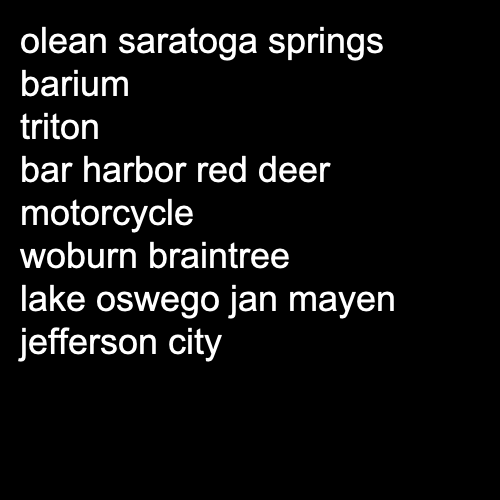 olean saratoga springs
barium
triton
bar harbor red deer
motorcycle
woburn braintree
lake oswego jan mayen
jefferson city